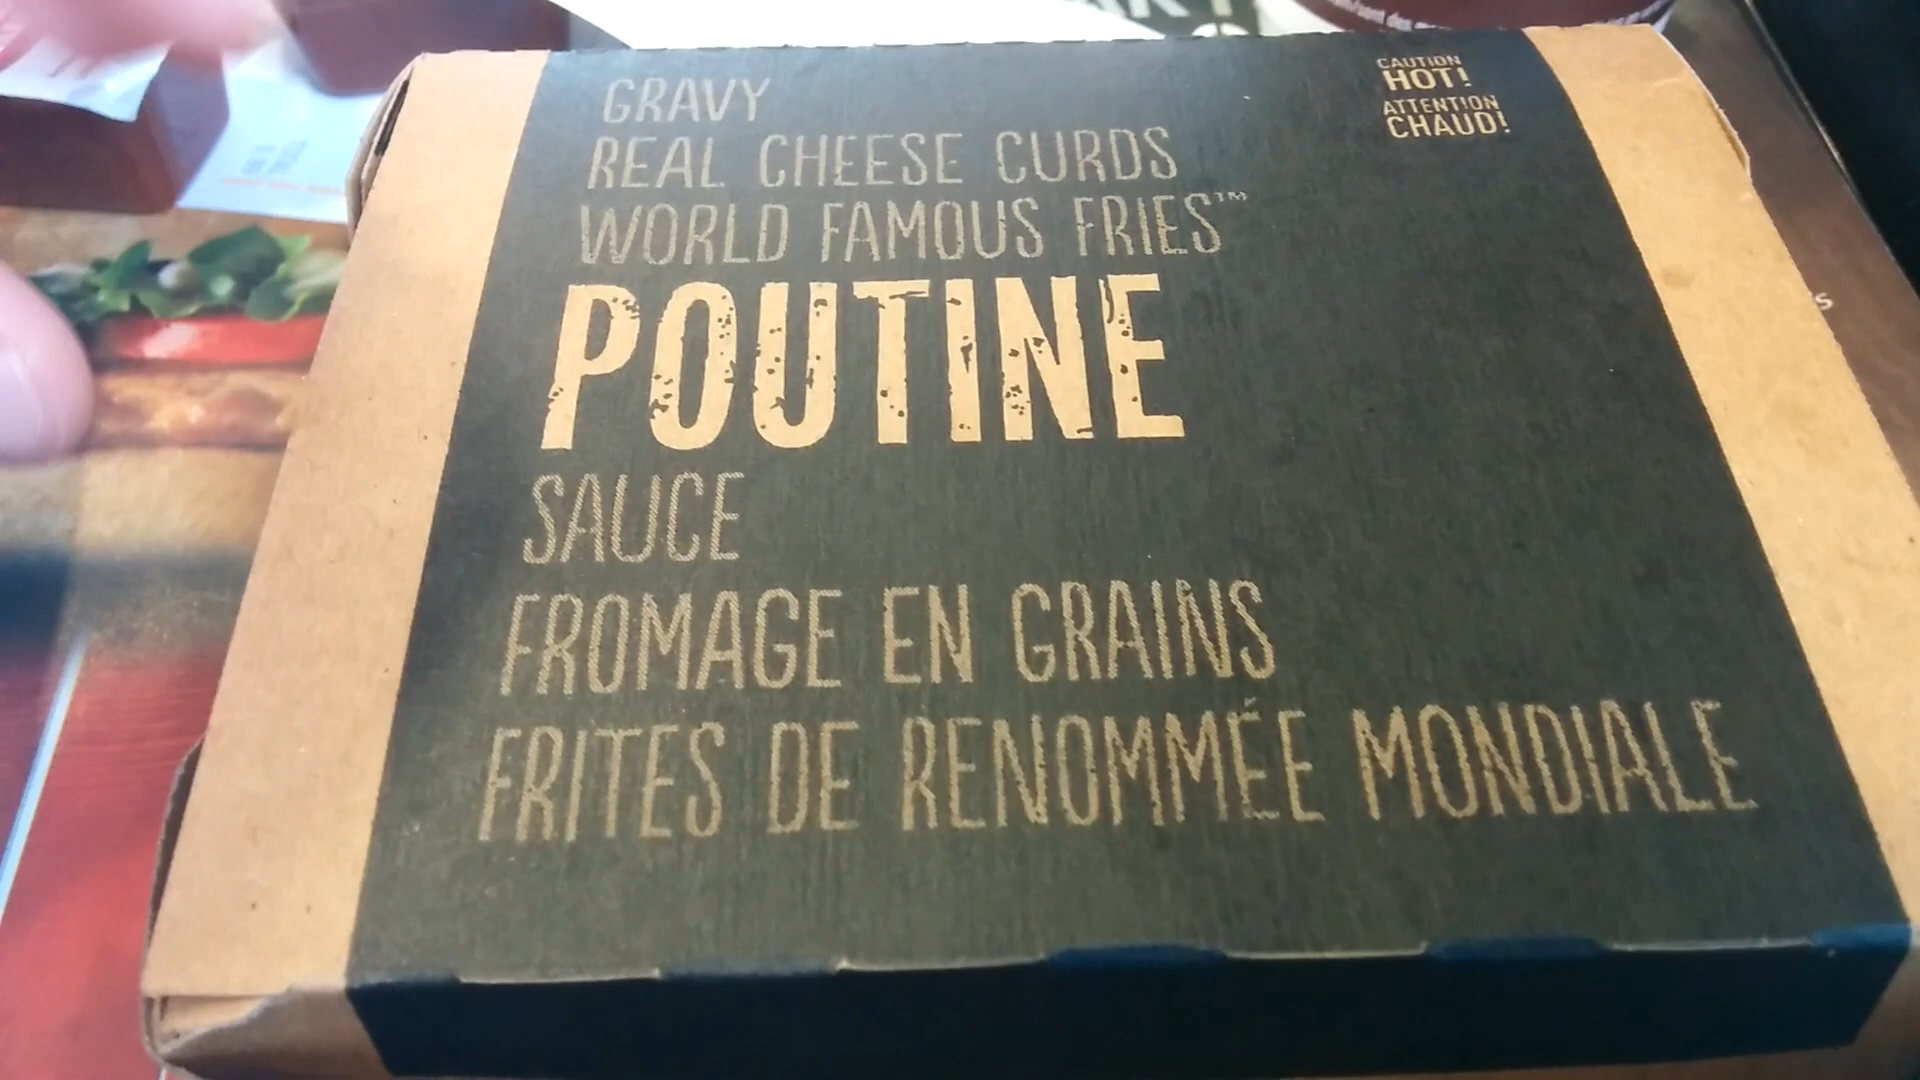 GRAVY
REAL CHEESE CURDS
WORLD FAMOUS FRIES™
POUTINE
SAUCE
FROMAGE EN GRAINS
FRITES DE RENOMMÉE MONDIALE
CAUTION
HOT!
ATTENTION
CHAUD!